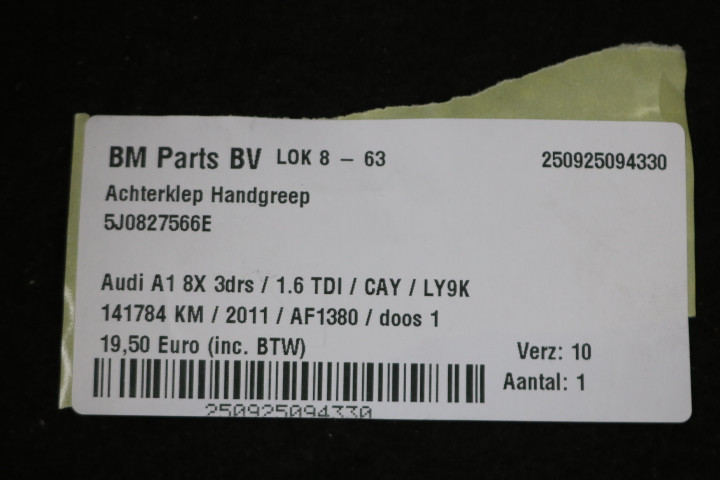 BM Parts BV LOK 8 – 63 250925094330
Achterklep Handgreep
5J0827566E
Audi A1 8X 3drs / 1.6 TDI / CAY / LY9K
141784 KM / 2011 / AF1380 / doos 1
19,50 Euro (inc. BTW)
Verz: 10
Aantal: 1
250925094330